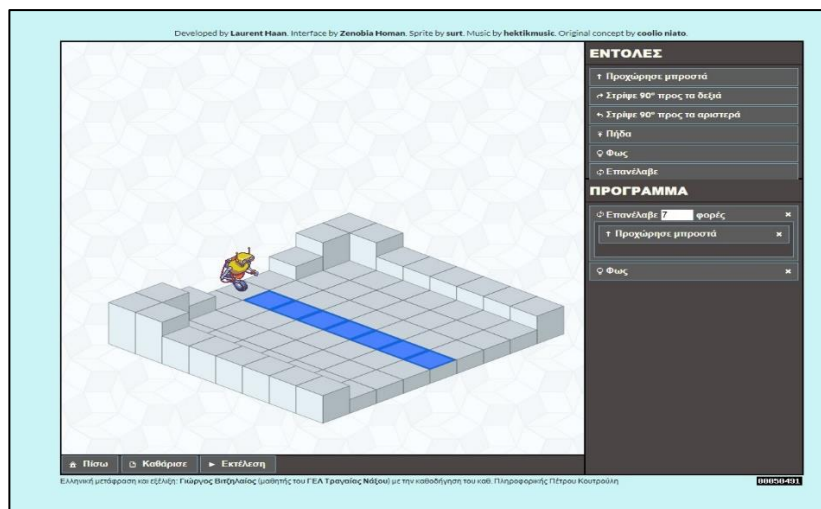 Developed by Laurent Haan. Interface by Zenobia Homan. Sprite by surt. Music by hektikmusic. Original concept by coolio niato.
ΕΝΤΟΛΕΣ
Προχώρησε μπροστά
Στρίψε 90° προς τα δεξιά
Στρίψε 90° προς τα αριστερά
Πήδα
Φως
Επανέλαβε
ΠΡΟΓΡΑΜΜΑ
Επανέλαβε 7 φορές ×
Προχώρησε μπροστά ×
Φως ×
Πίσω Καθάρισε Εκτέλεση
Ελληνική μετάφραση και εξέλιξη: Γιώργος Βιτζηλαίος (μαθητής του ΓΕΛ Τραγαίας Νάξου) με την καθοδήγηση του καθ. Πληροφορικής Πέτρου Κουτρούλη
00050491